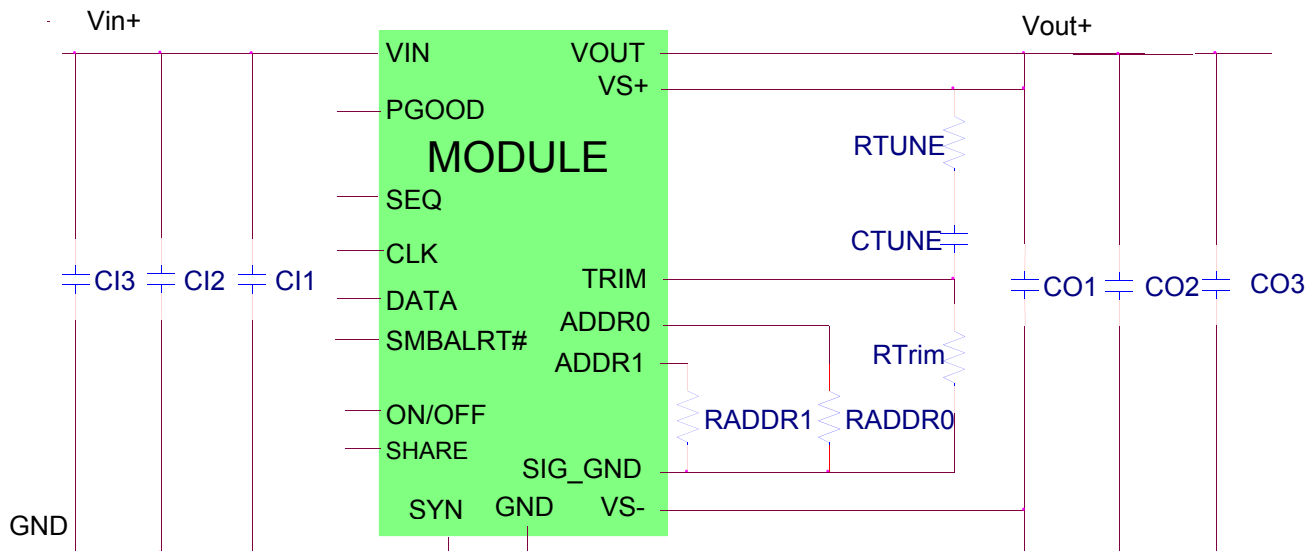 Vin+
Vout+
VIN
VOUT
VS+
PGOOD
MODULE
RTUNE
SEQ
CTUNE
CLK
TRIM
CI3
CI2
CI1
CO1
CO2
CO3
DATA
ADDR0
SMBALRT#
ADDR1
RTrim
ON/OFF
RADDR1
RADDR0
SHARE
SIG_GND
SYN
GND
VS-
GND